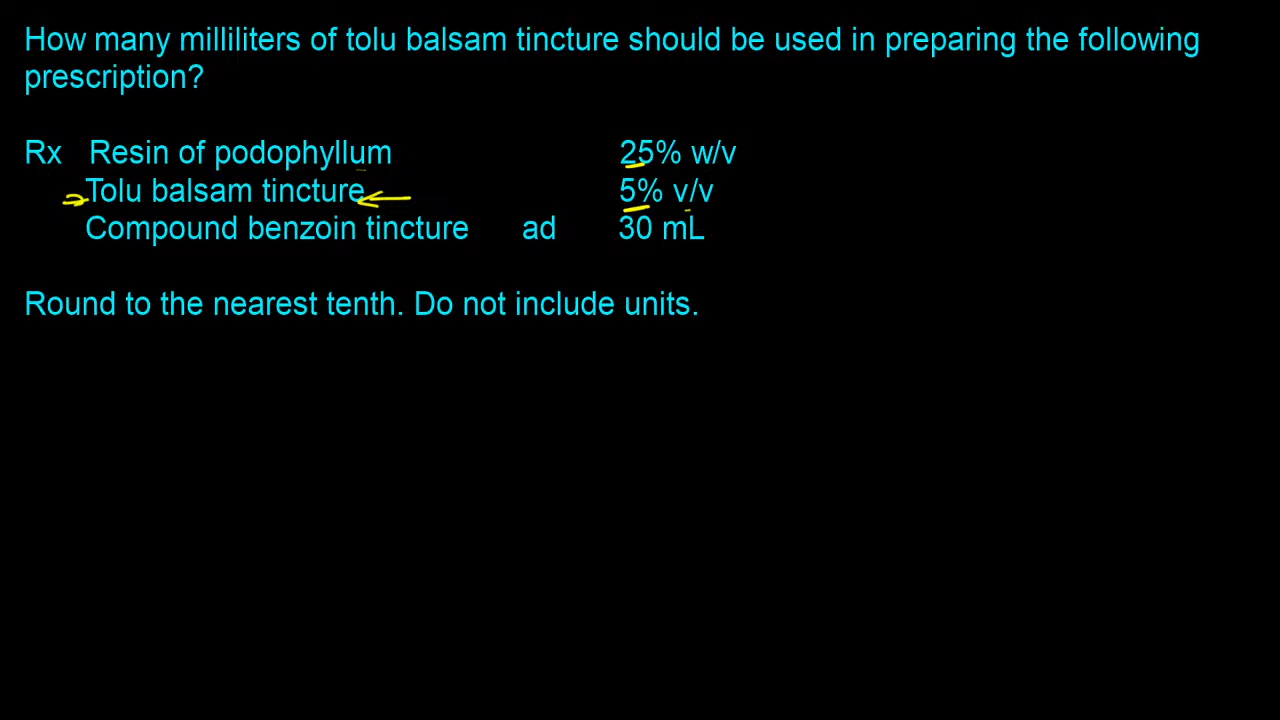 How many milliliters of tolu balsam tincture should be used in preparing the following
prescription?
Rx Resin of podophyllum 25% w/v
Tolu balsam tincture 5% v/v
Compound benzoin tincture ad 30 mL
Round to the nearest tenth. Do not include units.